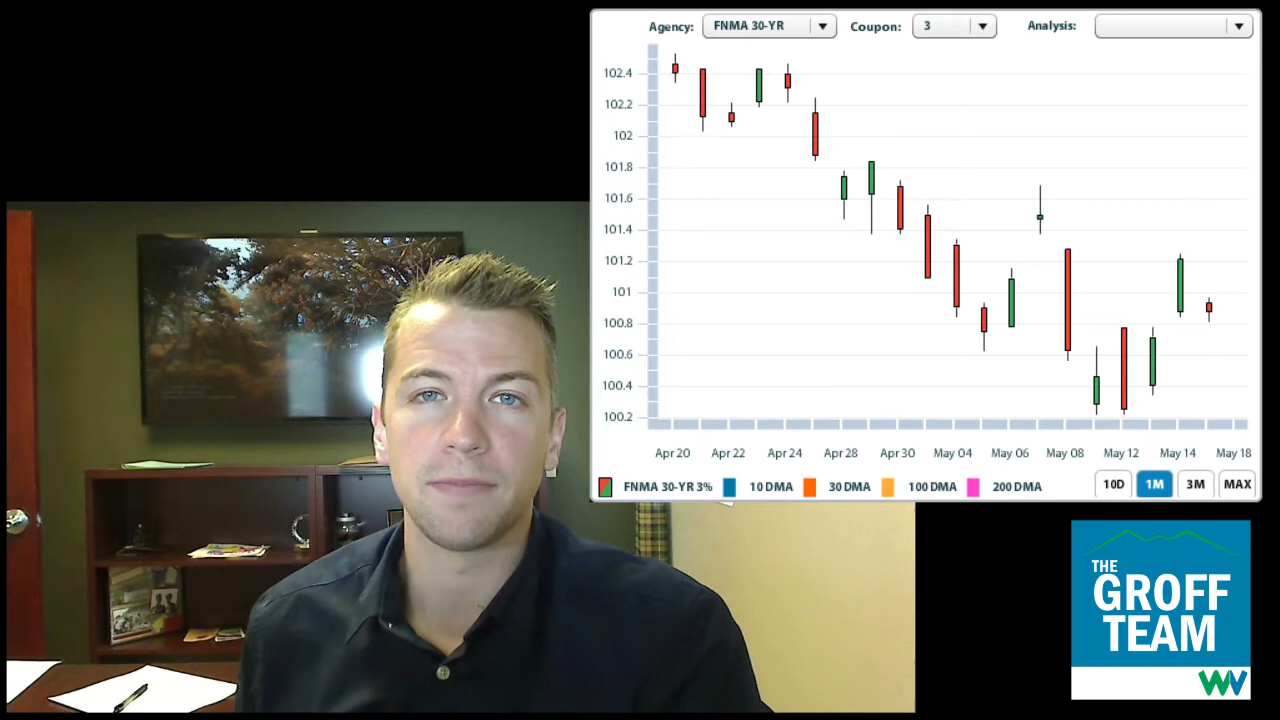 Agency: FNMA 30-YR Coupon: 3 Analysis:
102.4
102.2
102
101.8
101.6
101.4
101.2
101
100.8
100.6
100.4
100.2
Apr 20 Apr 22 Apr 24 Apr 28 Apr 30 May 04 May 06 May 08 May 12 May 14 May 18
FNMA 30-YR 3% 10 DMA 30 DMA 100 DMA 200 DMA 10D 1M 3M MAX
THE
GROFF
TEAM
WV